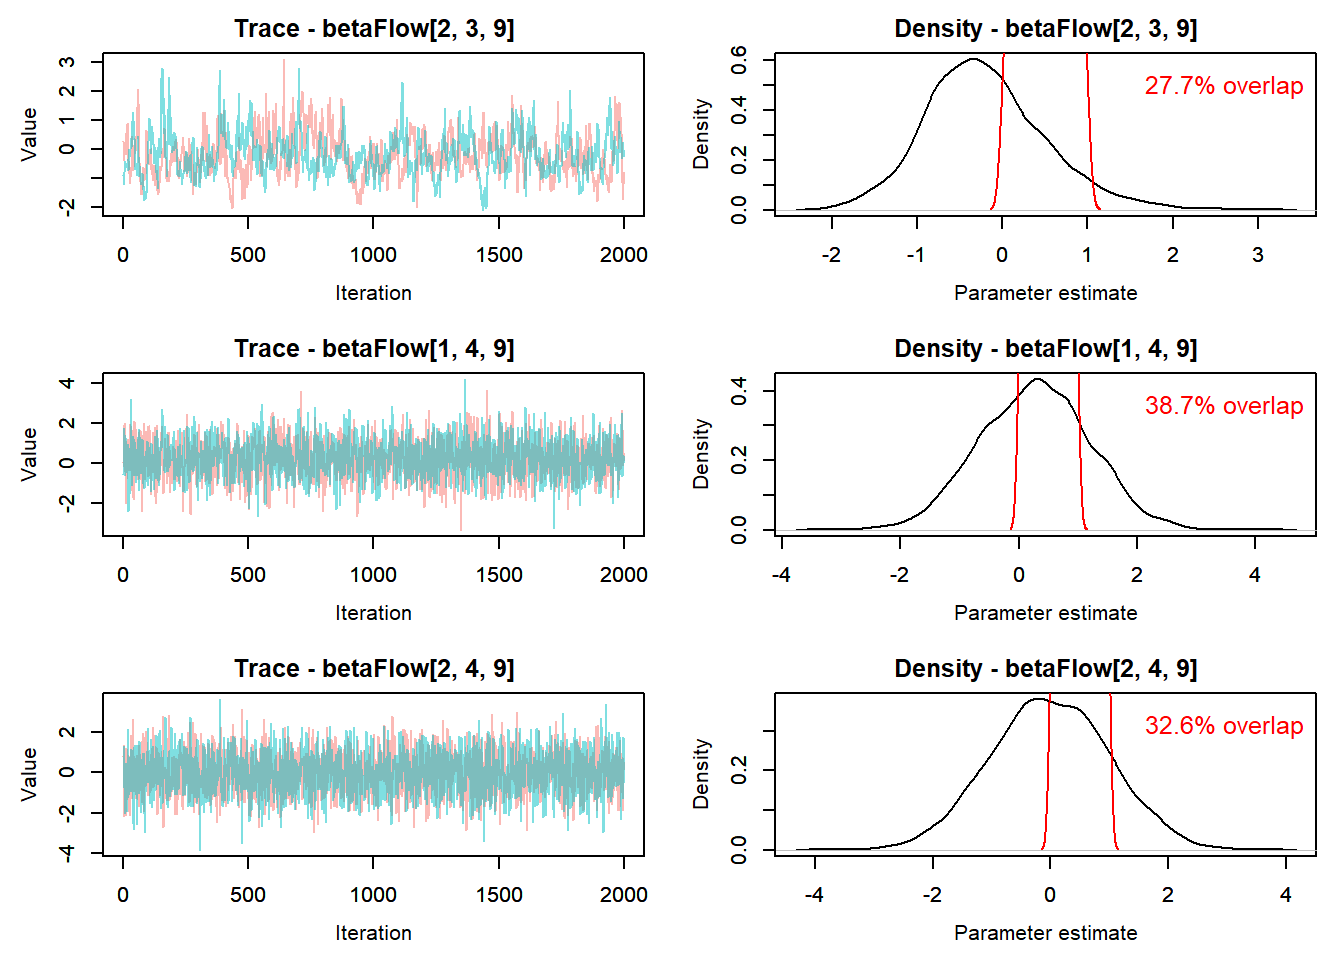 Trace - betaFlow[2, 3, 9]
Value
3
2
1
0
-2
0
500
1000
1500
2000
Iteration
Density - betaFlow[2, 3, 9]
27.7% overlap
Density
0.6
0.4
0.2
0.0
-2
-1
0
1
2
3
Parameter estimate
Trace - betaFlow[1, 4, 9]
Value
4
2
0
-2
0
500
1000
1500
2000
Iteration
Density - betaFlow[1, 4, 9]
38.7% overlap
Density
0.4
0.2
0.0
-4
-2
0
2
4
Parameter estimate
Trace - betaFlow[2, 4, 9]
Value
2
0
-2
-4
0
500
1000
1500
2000
Iteration
Density - betaFlow[2, 4, 9]
32.6% overlap
Density
0.2
0.0
-4
-2
0
2
4
Parameter estimate